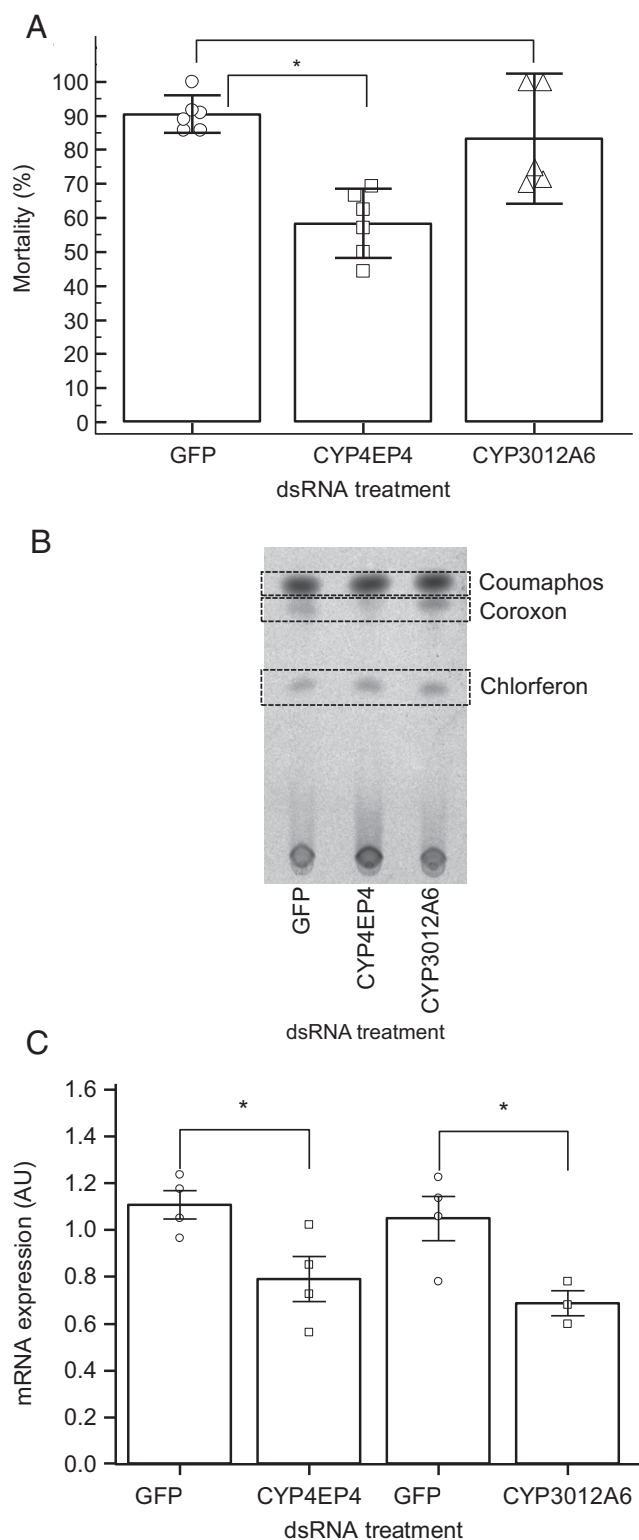 A
*
Mortality (%)
100
90
80
70
60
50
40
30
20
10
0
GFP CYP4EP4 CYP3012A6
dsRNA treatment
B
Coumaphos
Coroxon
Chlorferon
GFP
CYP4EP4
CYP3012A6
dsRNA treatment
C
* *
mRNA expression (AU)
1.6
1.4
1.2
1.0
0.8
0.6
0.4
0.2
0.0
GFP CYP4EP4 GFP CYP3012A6
dsRNA treatment